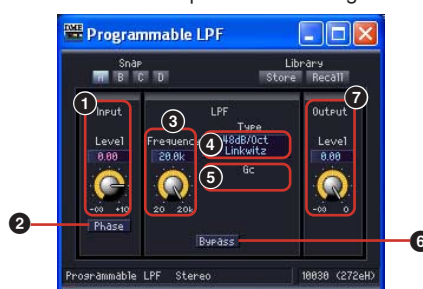 DME Programmable LPF
Snap Library
A B C D Store Recall
1 7
Input LPF Output
3 Type
Level Frequency 4 48dB/Oct Level
0.00 20.0k Linkwitz 0.00
5 Gc
-∞ +10 20 20k -∞ 0
2 Phase
Bypass 6
Programmable LPF Stereo 10030 (272eH)